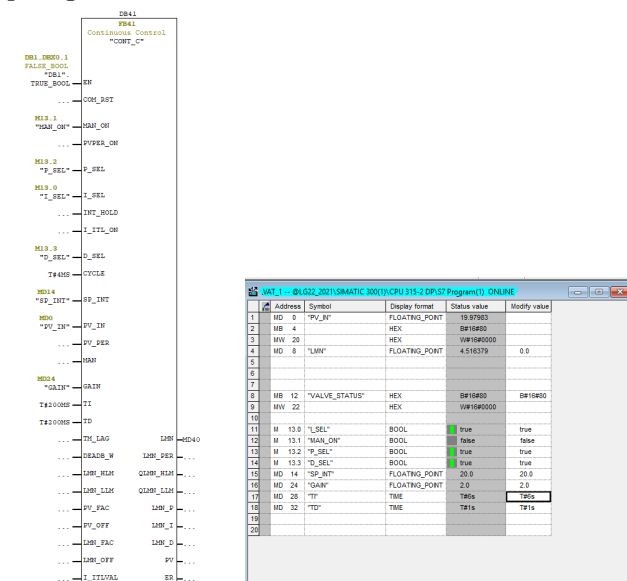 DB41
FB41
Continuous Control
"CONT_C"
DB1.DBX0.1
FALSE_BOOL
"DB1".
TRUE_BOOL EN
... COM_RST
M13.1
"MAN_ON" MAN_ON
... PVPER_ON
M13.2
"P_SEL" P_SEL
M13.0
"I_SEL" I_SEL
... INT_HOLD
... I_ITL_ON
M13.3
"D_SEL" D_SEL
T#4MS CYCLE
MD14
"SP_INT" SP_INT
MD0
"PV_IN" PV_IN
... PV_PER
... MAN
MD24
"GAIN" GAIN
T#200MS TI
T#200MS TD
... TM_LAG LMN MD40
... DEADB_W LMN_PER ...
... LMN_HLM QLMN_HLM ...
... LMN_LLM QLMN_LLM ...
... PV_FAC LMN_P ...
... PV_OFF LMN_I ...
... LMN_FAC LMN_D ...
... LMN_OFF PV ...
... I_ITLVAL ER ...
VAT_1 -- @LG22_2021\SIMATIC 300(1)\CPU 315-2 DP\S7 Program(1) ONLINE
Address Symbol Display format Status value Modify value
1 MD 0 "PV_IN" FLOATING_POINT 19.97983
2 MB 4 HEX B#16#80
3 MW 20 HEX W#16#0000
4 MD 8 "LMN" FLOATING_POINT 4.516379 0.0
5
6
7
8 MB 12 "VALVE_STATUS" HEX B#16#80 B#16#80
9 MW 22 HEX W#16#0000
10
11 M 13.0 "I_SEL" BOOL true true
12 M 13.1 "MAN_ON" BOOL false false
13 M 13.2 "P_SEL" BOOL true true
14 M 13.3 "D_SEL" BOOL true true
15 MD 14 "SP_INT" FLOATING_POINT 20.0 20.0
16 MD 24 "GAIN" FLOATING_POINT 2.0 2.0
17 MD 28 "TI" TIME T#6s T#6s
18 MD 32 "TD" TIME T#1s T#1s
19
20